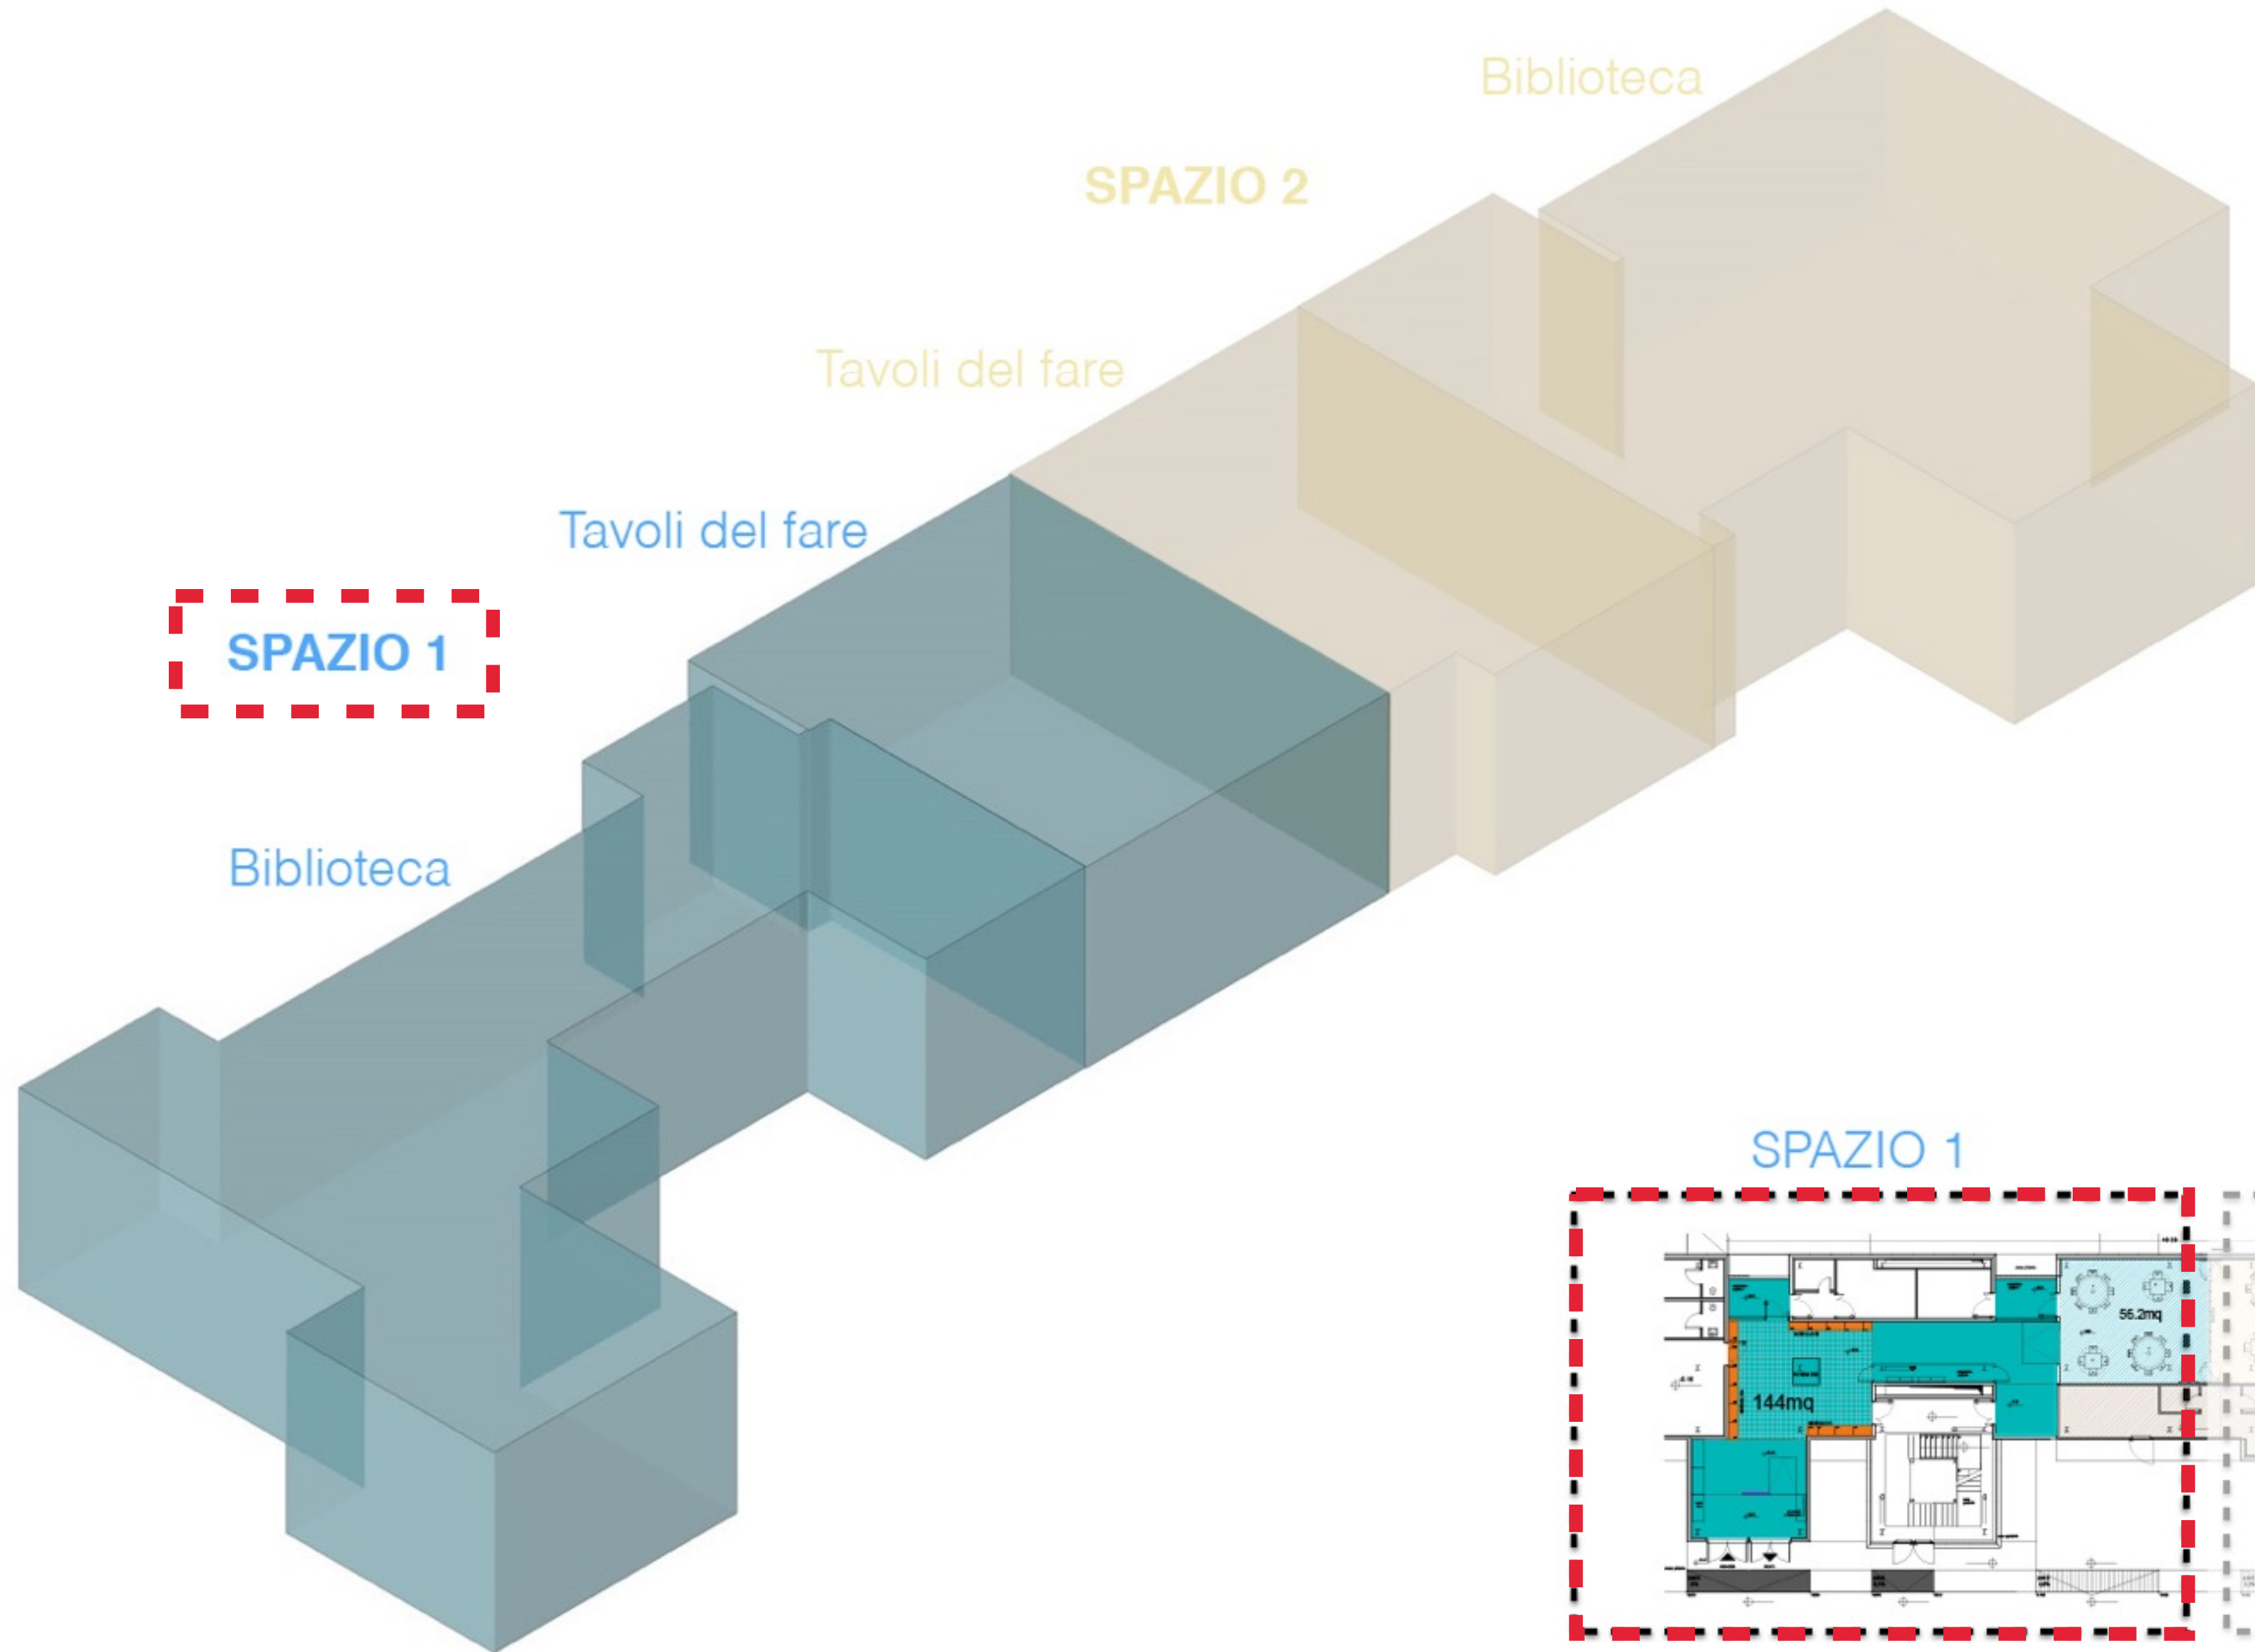 Biblioteca
SPAZIO 2
Tavoli del fare
Tavoli del fare
SPAZIO 1
Biblioteca
SPAZIO 1
56.2mq
144mq